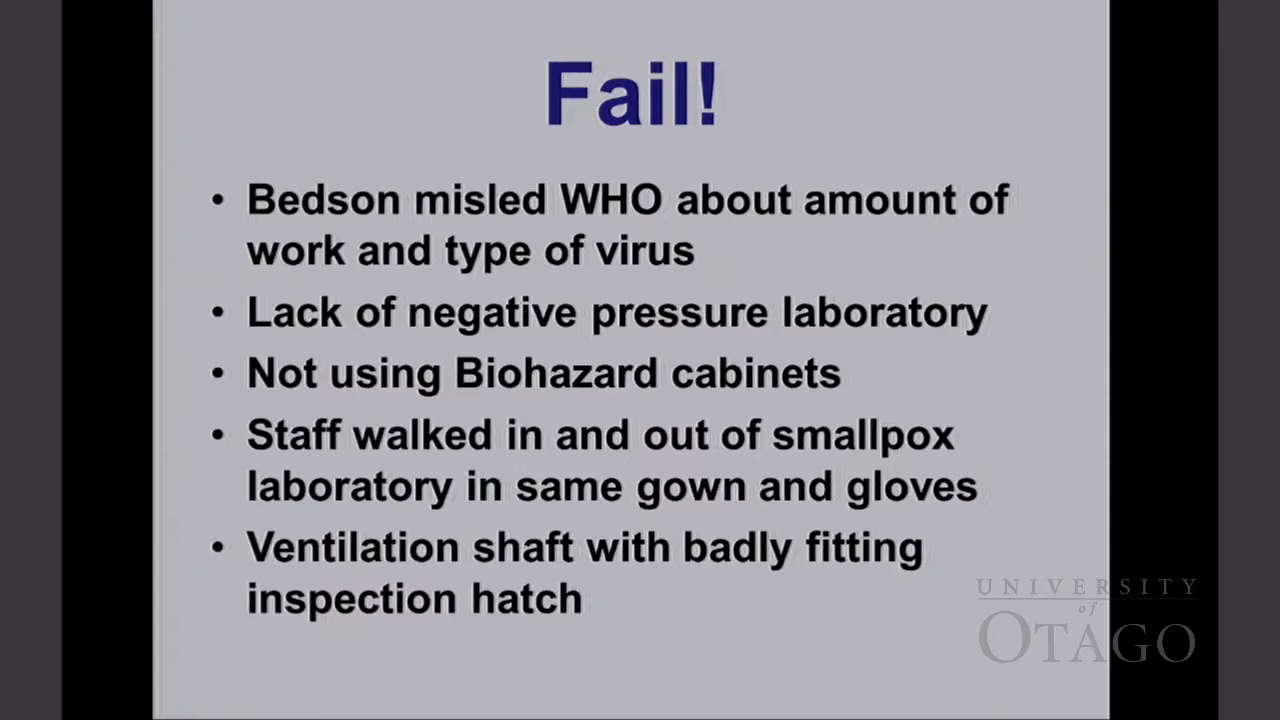 Fail!
• Bedson misled WHO about amount of
work and type of virus
• Lack of negative pressure laboratory
• Not using Biohazard cabinets
• Staff walked in and out of smallpox
laboratory in same gown and gloves
• Ventilation shaft with badly fitting
inspection hatch
UNIVERSITY
of
OTAGO